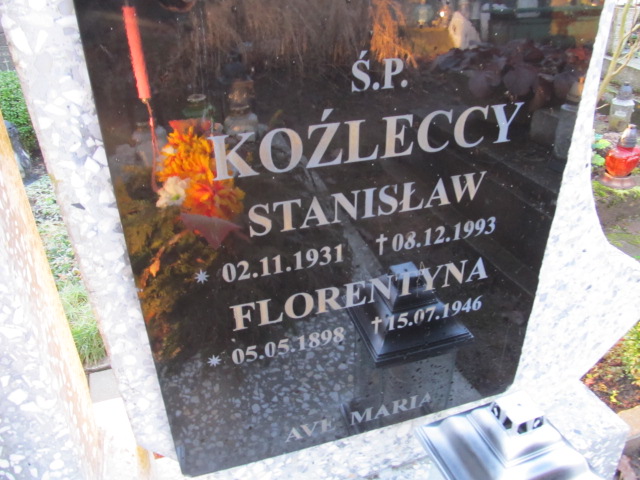 Ś.P.
KOŹLECCY
STANISŁAW
* 02.11.1931 †08.12.1993
FLORENTYNA
* 05.05.1898 †15.07.1946
AVE MARIA